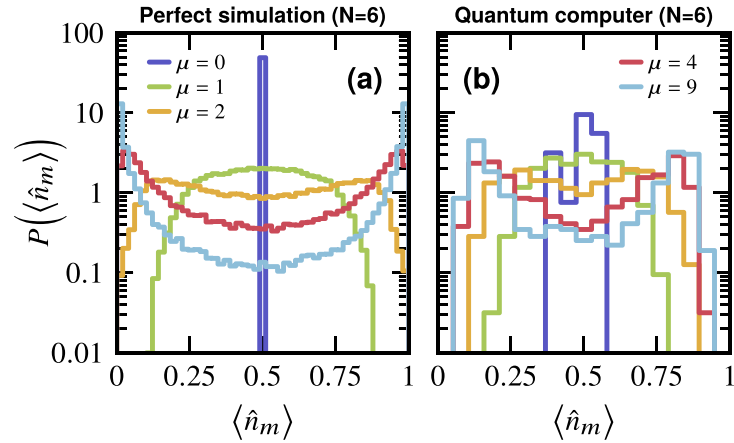 Perfect simulation (N=6)
Quantum computer (N=6)
P(⟨n̂ₘ⟩)
100
10
1
0.1
0.01
μ = 0
μ = 1
μ = 2
(a)
(b)
μ = 4
μ = 9
0 0.25 0.5 0.75 1
0 0.25 0.5 0.75 1
⟨n̂ₘ⟩
⟨n̂ₘ⟩